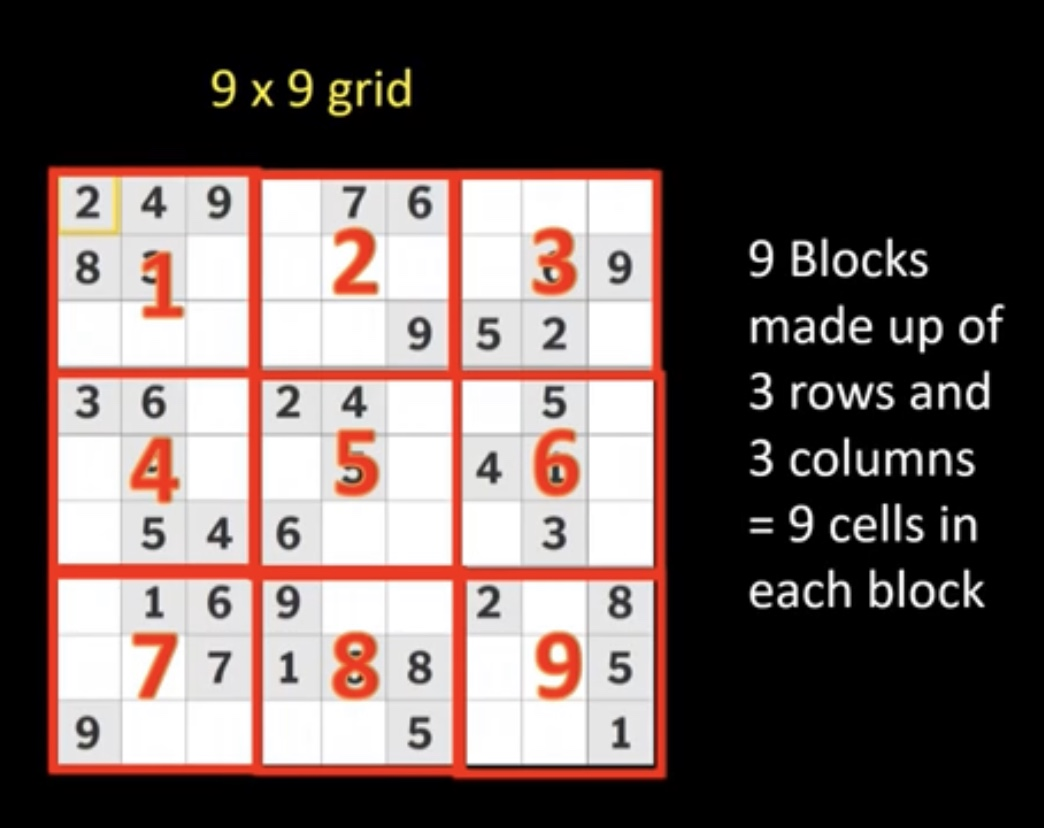 9 x 9 grid
2 4 9 7 6
8 1 2 3 9
9 5 2
3 6 2 4 5
4 5 4 6
5 4 6 3
1 6 9 2 8
7 7 1 8 8 9 5
9 5 1
9 Blocks
made up of
3 rows and
3 columns
= 9 cells in
each block